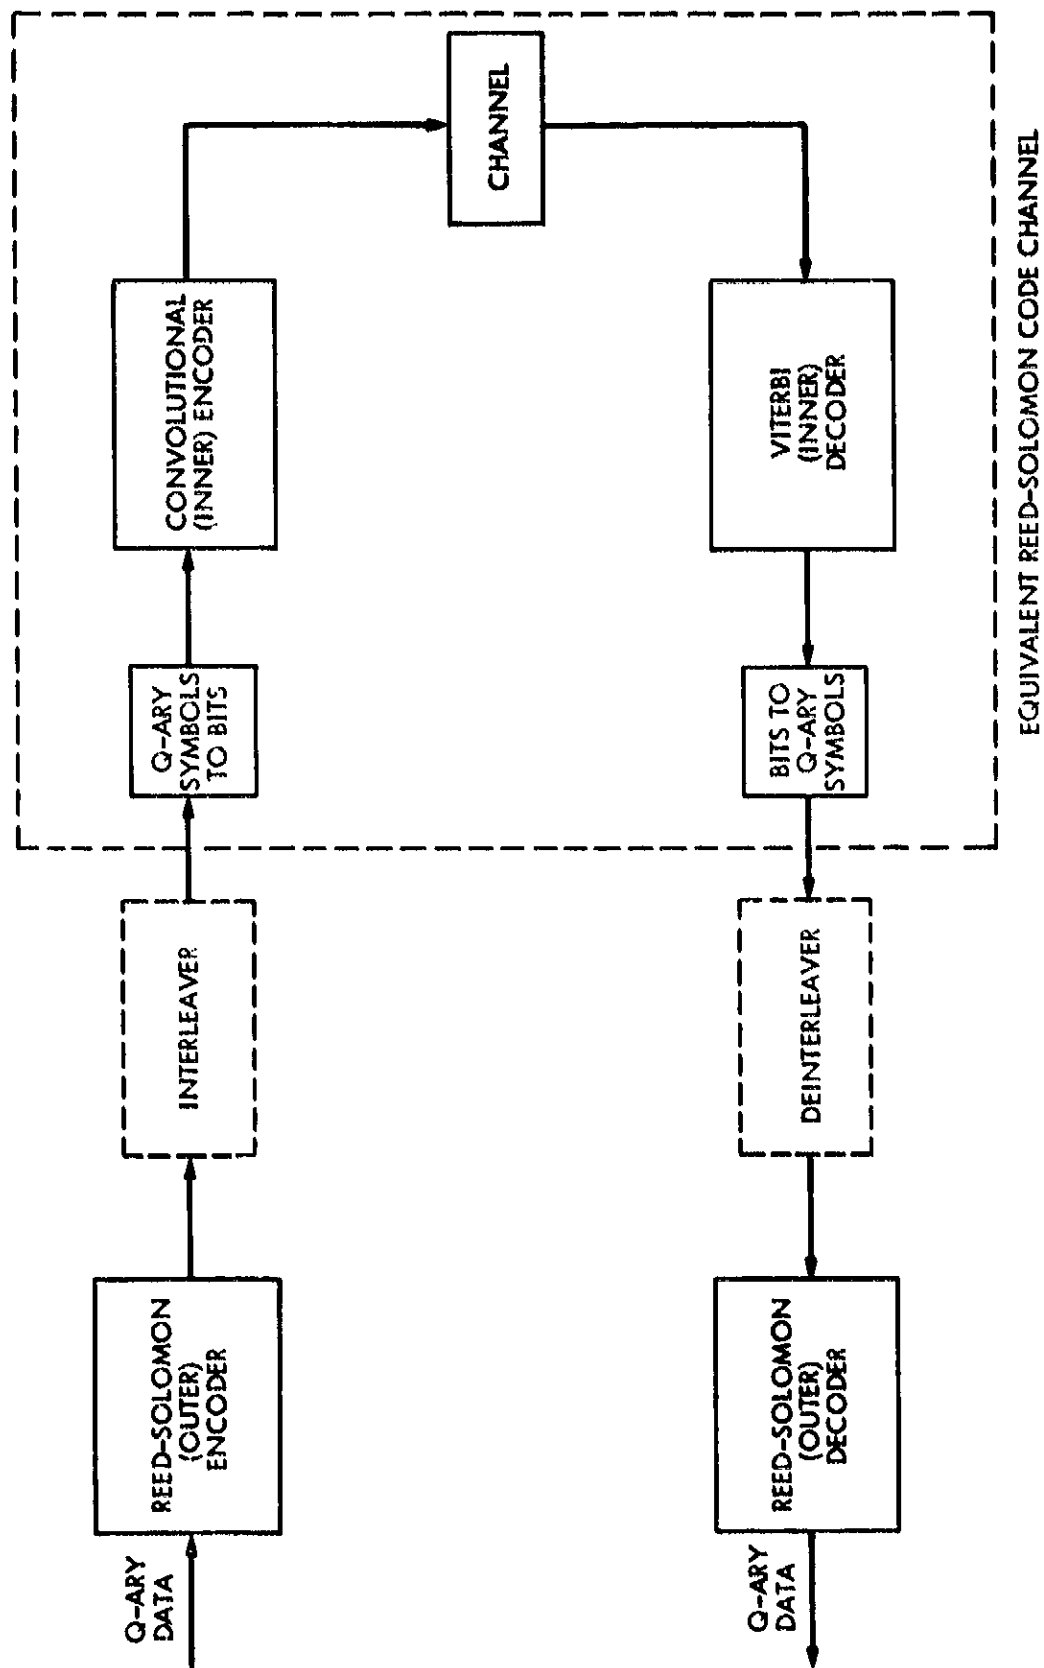 Q-ARY
DATA
REED-SOLOMON
(OUTER)
ENCODER
INTERLEAVER
Q-ARY
SYMBOLS
TO BITS
CONVOLUTIONAL
(INNER) ENCODER
CHANNEL
Q-ARY
DATA
REED-SOLOMON
(OUTER)
DECODER
DEINTERLEAVER
BITS TO
Q-ARY
SYMBOLS
VITERBI
(INNER)
DECODER
EQUIVALENT REED-SOLOMON CODE CHANNEL